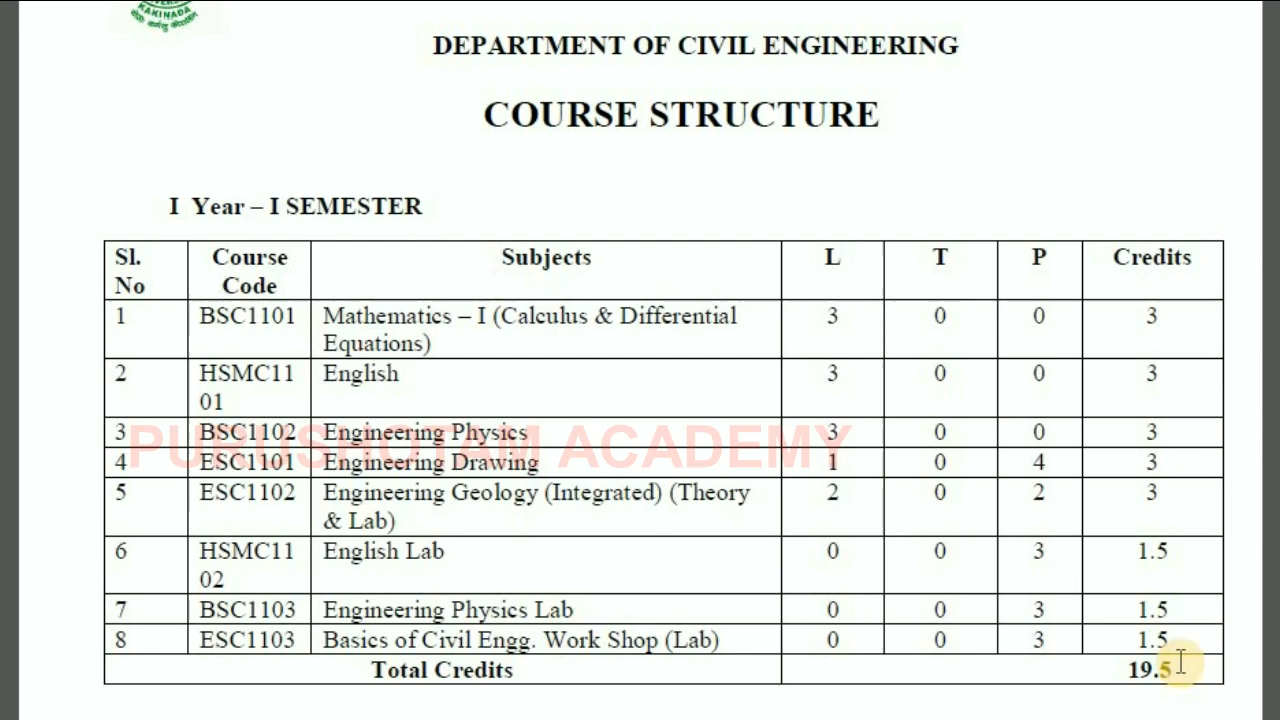 KAKINADA
DEPARTMENT OF CIVIL ENGINEERING
COURSE STRUCTURE
I Year – I SEMESTER
Sl. No Course Code Subjects L T P Credits
1 BSC1101 Mathematics – I (Calculus & Differential Equations) 3 0 0 3
2 HSMC1101 English 3 0 0 3
3 BSC1102 Engineering Physics 3 0 0 3
4 ESC1101 Engineering Drawing 1 0 4 3
5 ESC1102 Engineering Geology (Integrated) (Theory & Lab) 2 0 2 3
6 HSMC1102 English Lab 0 0 3 1.5
7 BSC1103 Engineering Physics Lab 0 0 3 1.5
8 ESC1103 Basics of Civil Engg. Work Shop (Lab) 0 0 3 1.5
Total Credits 19.5
PURUSHOTAM ACADEMY